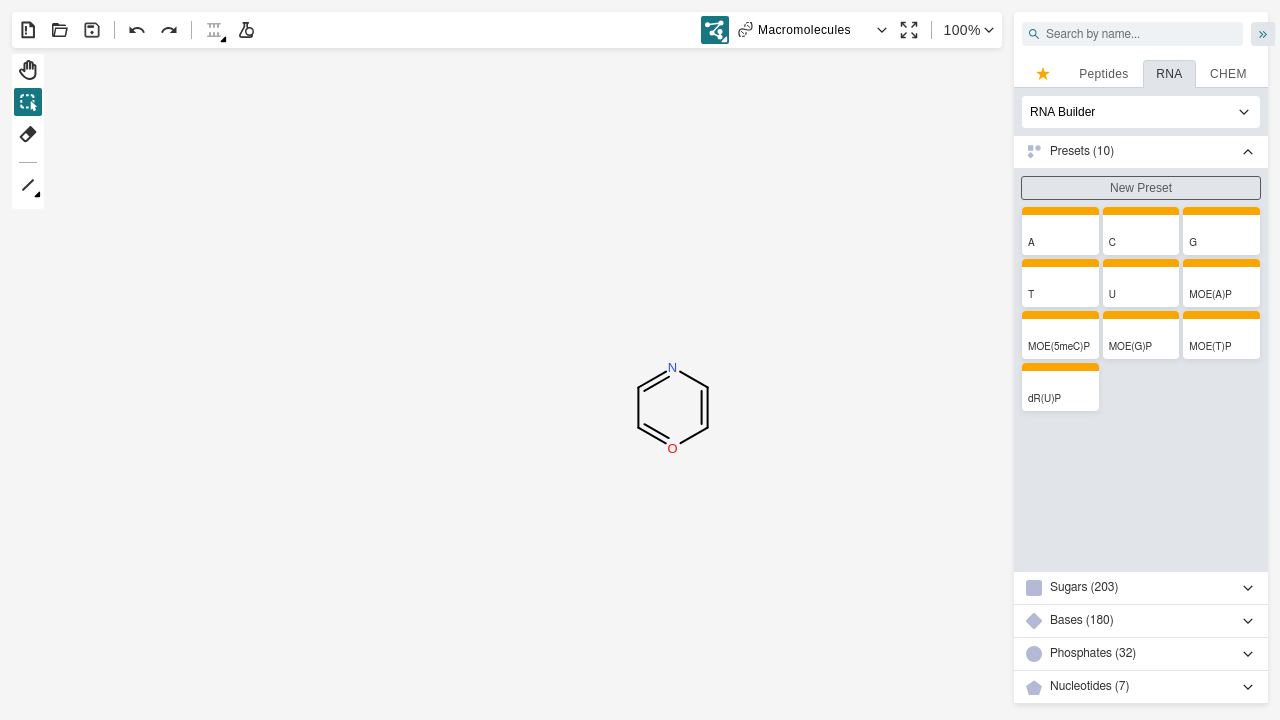 Macromolecules
100%
Search by name...
Peptides
RNA
CHEM
RNA Builder
Presets (10)
New Preset
A
C
G
T
U
MOE(A)P
MOE(5meC)P
MOE(G)P
MOE(T)P
dR(U)P
N
O
Sugars (203)
Bases (180)
Phosphates (32)
Nucleotides (7)